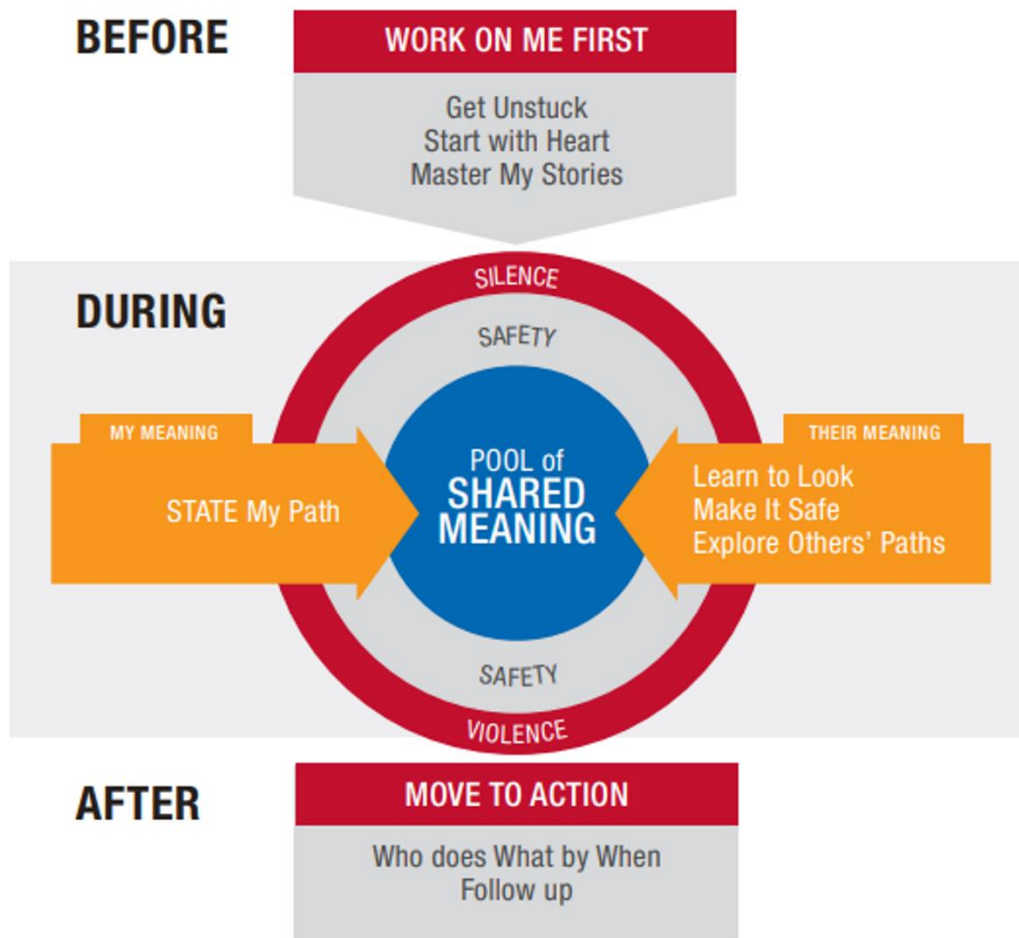 BEFORE
WORK ON ME FIRST
Get Unstuck
Start with Heart
Master My Stories
DURING
SILENCE
SAFETY
MY MEANING
STATE My Path
POOL of
SHARED
MEANING
THEIR MEANING
Learn to Look
Make It Safe
Explore Others’ Paths
SAFETY
VIOLENCE
AFTER
MOVE TO ACTION
Who does What by When
Follow up